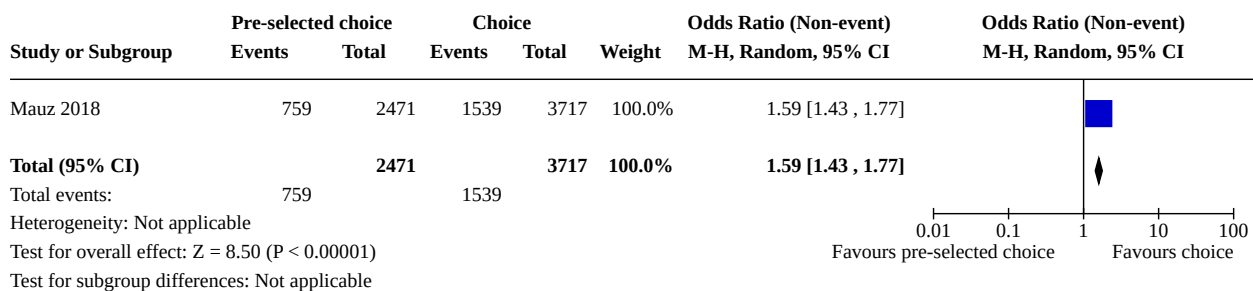 Pre-selected choice Choice Odds Ratio (Non-event) Odds Ratio (Non-event)
Study or Subgroup Events Total Events Total Weight M-H, Random, 95% CI M-H, Random, 95% CI
Mauz 2018 759 2471 1539 3717 100.0% 1.59 [1.43 , 1.77]
Total (95% CI) 2471 3717 100.0% 1.59 [1.43 , 1.77]
Total events: 759 1539
Heterogeneity: Not applicable
0.01 0.1 1 10 100
Test for overall effect: Z = 8.50 (P < 0.00001) Favours pre-selected choice Favours choice
Test for subgroup differences: Not applicable